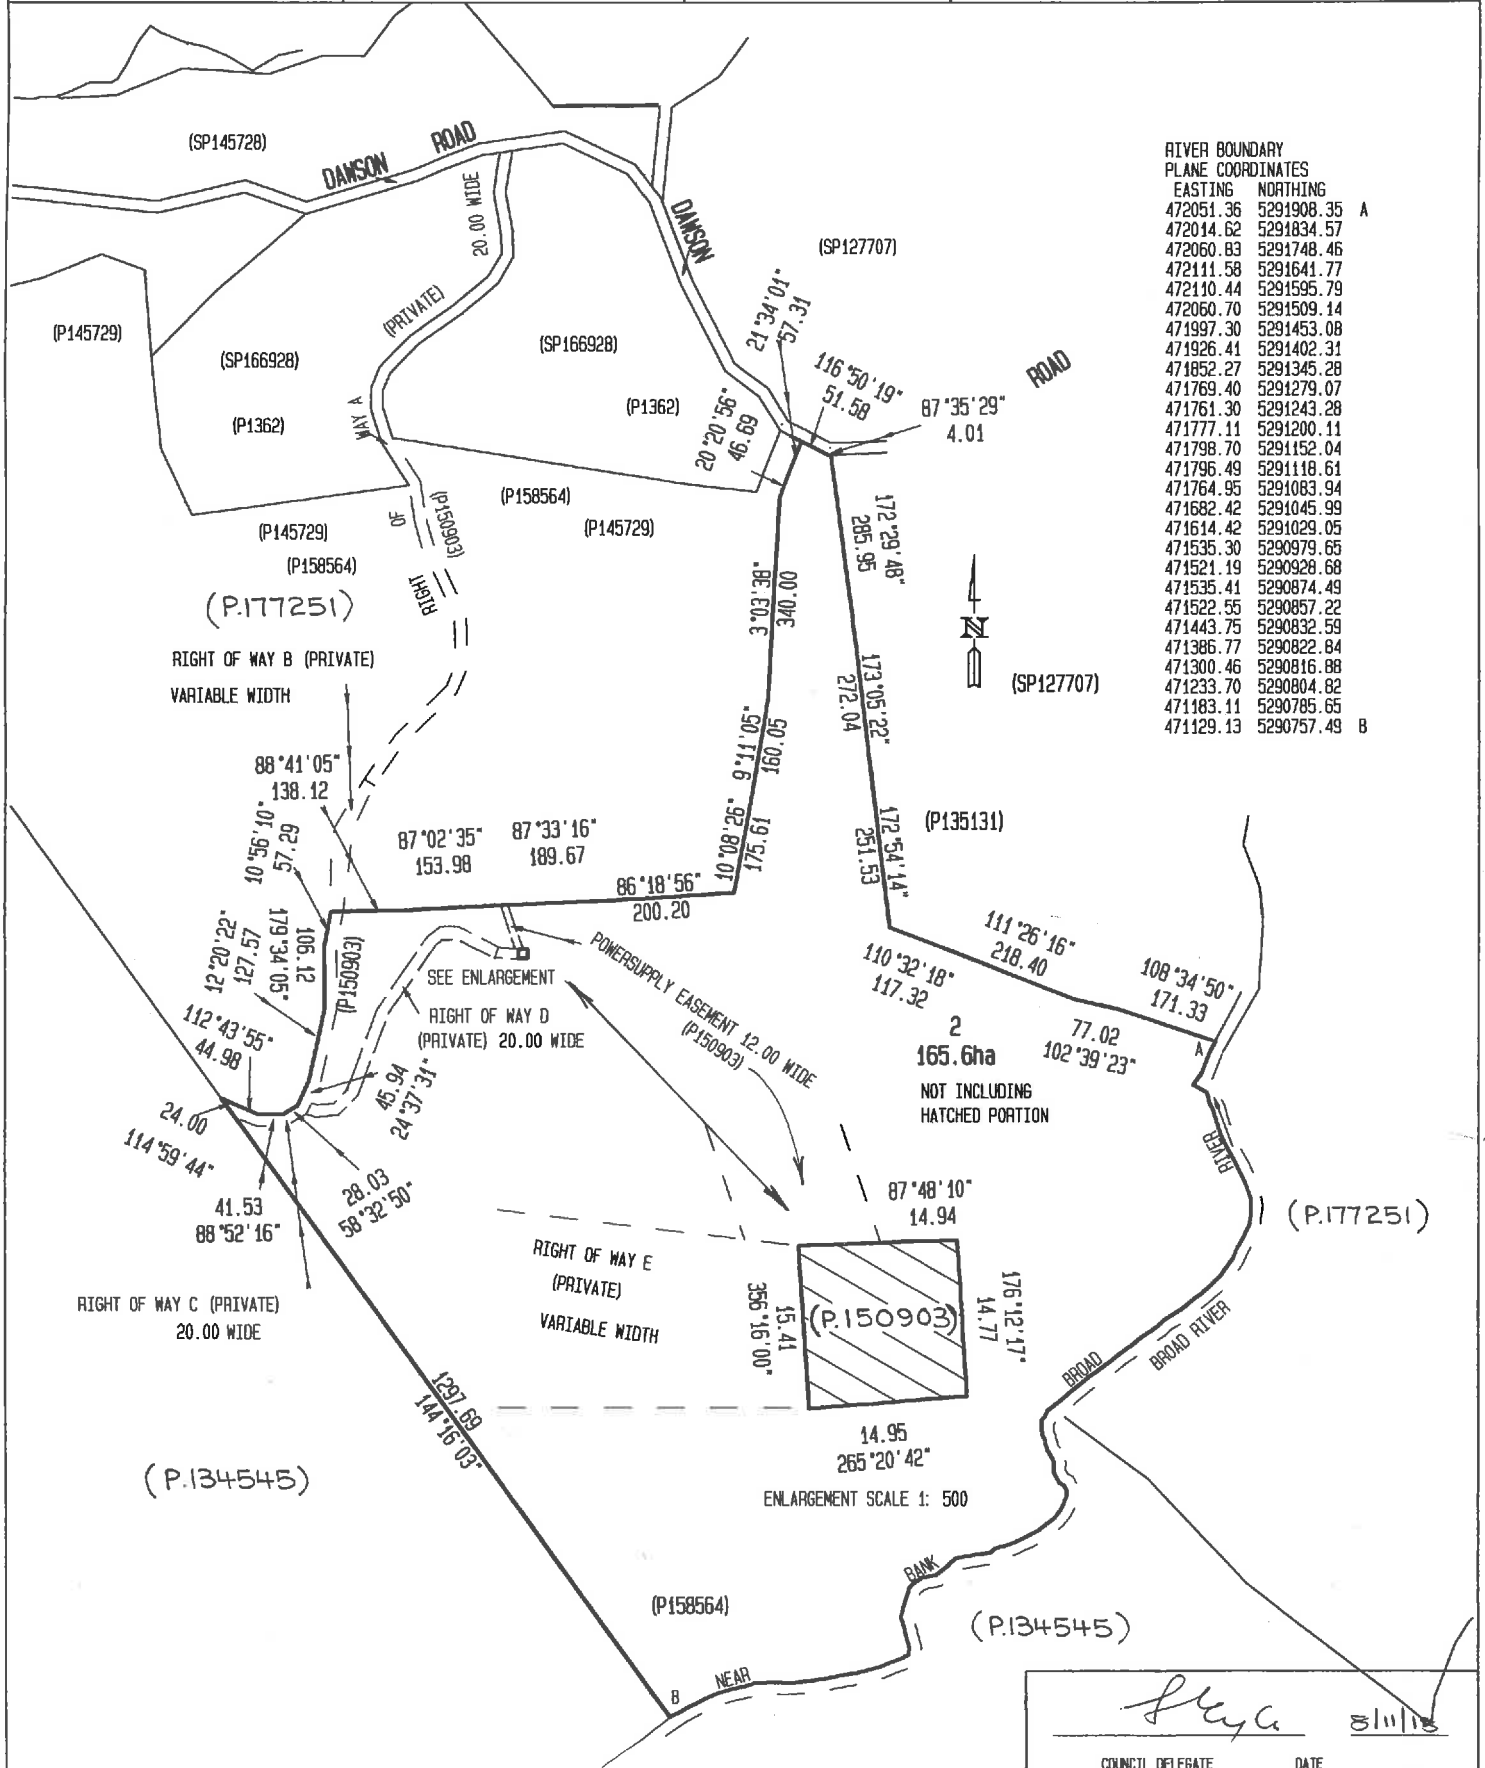 (SP145728)
DAWSON ROAD
20.00 WIDE
DAWSON
ROAD
(SP127707)
RIVER BOUNDARY
PLANE COORDINATES
EASTING NORTHING
472051.36 5291908.35 A
472014.62 5291834.57
472060.83 5291748.46
472111.58 5291641.77
472110.44 5291595.79
472060.70 5291509.14
471997.30 5291453.08
471926.41 5291402.31
471852.27 5291345.28
471769.40 5291279.07
471761.30 5291243.28
471777.11 5291200.11
471798.70 5291152.04
471796.49 5291118.61
471764.95 5291083.94
471682.42 5291045.99
471614.42 5291029.05
471535.30 5290979.65
471521.19 5290928.68
471535.41 5290874.49
471522.55 5290857.22
471443.75 5290832.59
471386.77 5290822.84
471300.46 5290816.88
471233.70 5290804.82
471183.11 5290785.65
471129.13 5290757.49 B
(P145729)
(SP166928)
(P1362)
(PRIVATE)
WAY A
OF
RIGHT
(P150903)
(SP166928)
(P1362)
21°34'01"
57.31
116°50'19"
51.58
87°35'29"
4.01
20°20'56"
46.69
(P158564)
(P145729)
(P145729)
(P158564)
(P.177251)
172°29'48"
285.95
3°03'38"
340.00
N
(SP127707)
RIGHT OF WAY B (PRIVATE)
VARIABLE WIDTH
173°05'22"
272.04
9°11'05"
160.05
88°41'05"
138.12
10°56'10"
57.29
87°02'35"
153.98
87°33'16"
189.67
10°08'26"
175.61
172°54'14"
251.53
(P135131)
86°18'56"
200.20
12°20'22"
127.57
179°34'05"
106.12
(P150903)
112°43'55"
44.98
SEE ENLARGEMENT
RIGHT OF WAY D
(PRIVATE) 20.00 WIDE
POWERSUPPLY EASEMENT 12.00 WIDE
(P150903)
111°26'16"
218.40
110°32'18"
117.32
108°34'50"
171.33
77.02
102°39'23"
A
2
165.6ha
NOT INCLUDING
HATCHED PORTION
45.94
24°37'31"
24.00
114°59'44"
41.53
88°52'16"
28.03
58°32'50"
RIGHT OF WAY C (PRIVATE)
20.00 WIDE
RIVER
(P.177251)
87°48'10"
14.94
RIGHT OF WAY E
(PRIVATE)
VARIABLE WIDTH
356°16'00"
15.41
(P.150903)
176°12'17"
14.77
14.95
265°20'42"
ENLARGEMENT SCALE 1: 500
BROAD
BROAD RIVER
1297.69
144°16'03"
(P.134545)
BANK
(P158564)
(P.134545)
NEAR
B
COUNCIL DELEGATE DATE